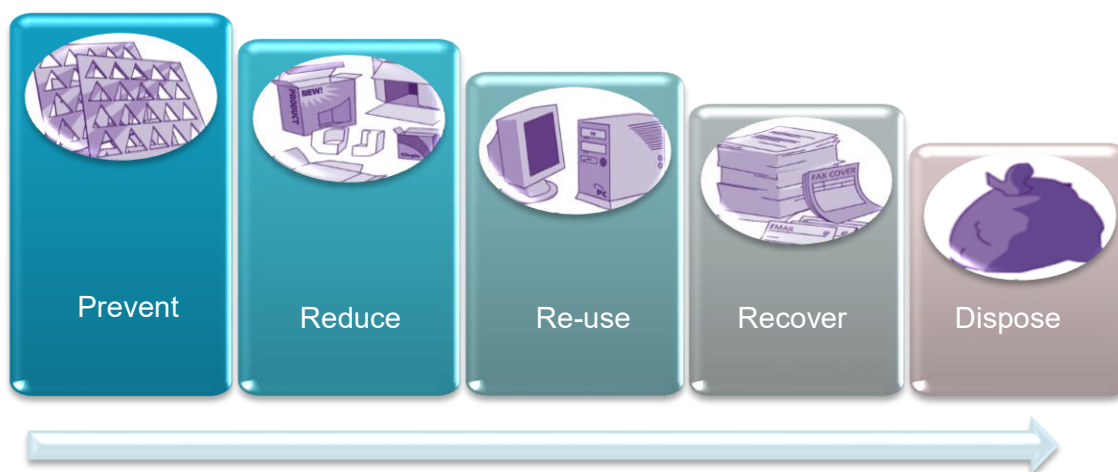 PRODUCT
NEW!
PC
FAX COVER
EMAIL
Prevent
Reduce
Re-use
Recover
Dispose